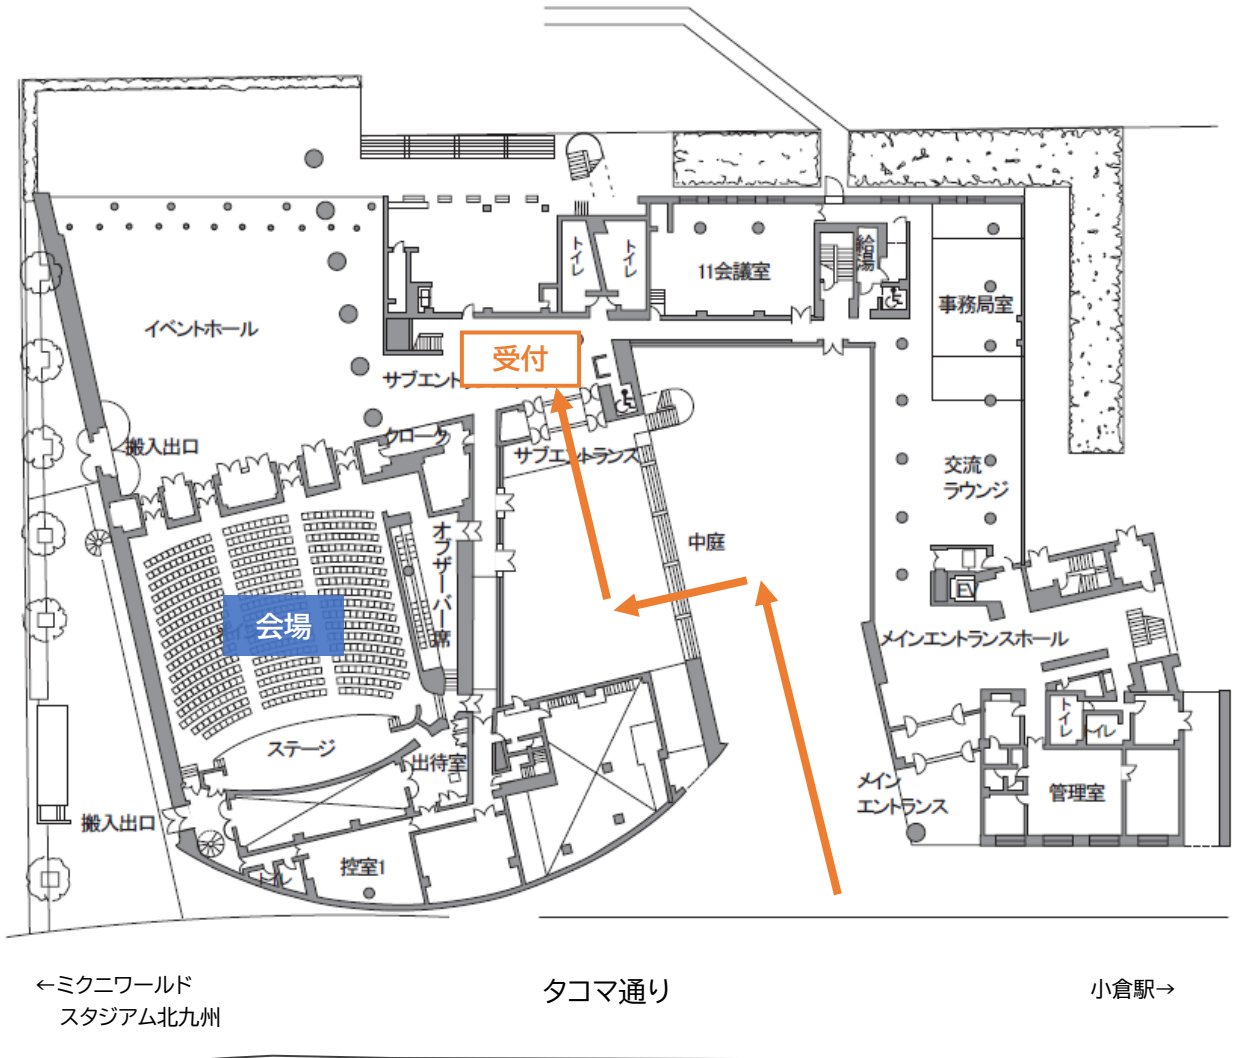 トイレ
トイレ
11会議室
給湯
事務局室
イベントホール
受付
サブエント
クローク
搬入出口
サブエントランス
交流
ラウンジ
オブザーバー席
中庭
会場
EV
メインエントランスホール
トイレ
トイレ
ステージ
出待室
メイン
エントランス
管理室
搬入出口
控室1
トイレ
←ミクニワールド
スタジアム北九州
タコマ通り
小倉駅→